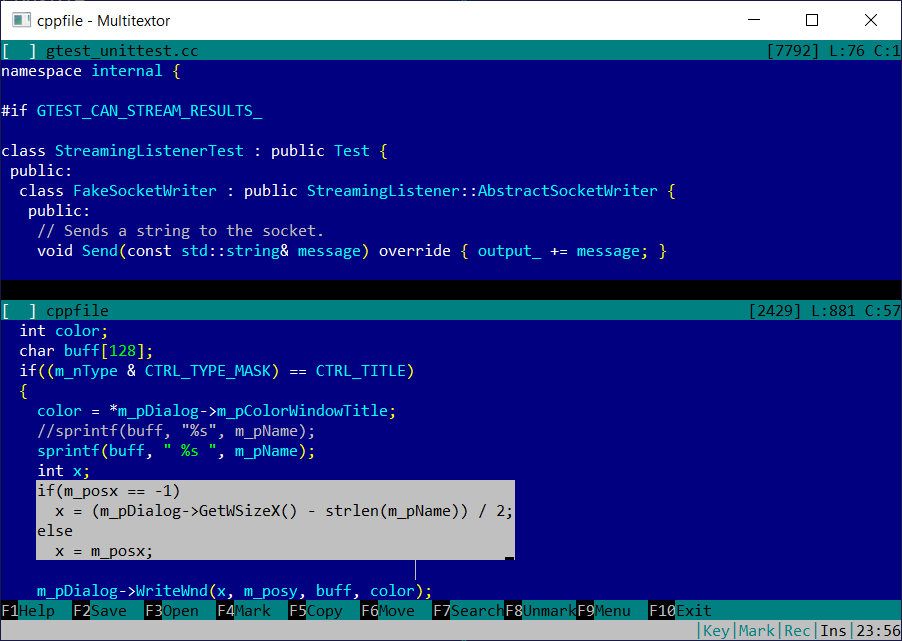 cppfile - Multitextor
[  ] gtest_unittest.cc [7792] L:76 C:1
namespace internal {
#if GTEST_CAN_STREAM_RESULTS_
class StreamingListenerTest : public Test {
 public:
  class FakeSocketWriter : public StreamingListener::AbstractSocketWriter {
   public:
    // Sends a string to the socket.
    void Send(const std::string& message) override { output_ += message; }
[  ] cppfile [2429] L:881 C:57
  int color;
  char buff[128];
  if((m_nType & CTRL_TYPE_MASK) == CTRL_TITLE)
  {
    color = *m_pDialog->m_pColorWindowTitle;
    //sprintf(buff, "%s", m_pName);
    sprintf(buff, " %s ", m_pName);
    int x;
    if(m_posx == -1)
      x = (m_pDialog->GetWSizeX() - strlen(m_pName)) / 2;
    else
      x = m_posx;
    m_pDialog->WriteWnd(x, m_posy, buff, color);
F1Help  F2Save  F3Open  F4Mark  F5Copy  F6Move  F7SearchF8UnmarkF9Menu  F10Exit
|Key|Mark|Rec|Ins|23:56